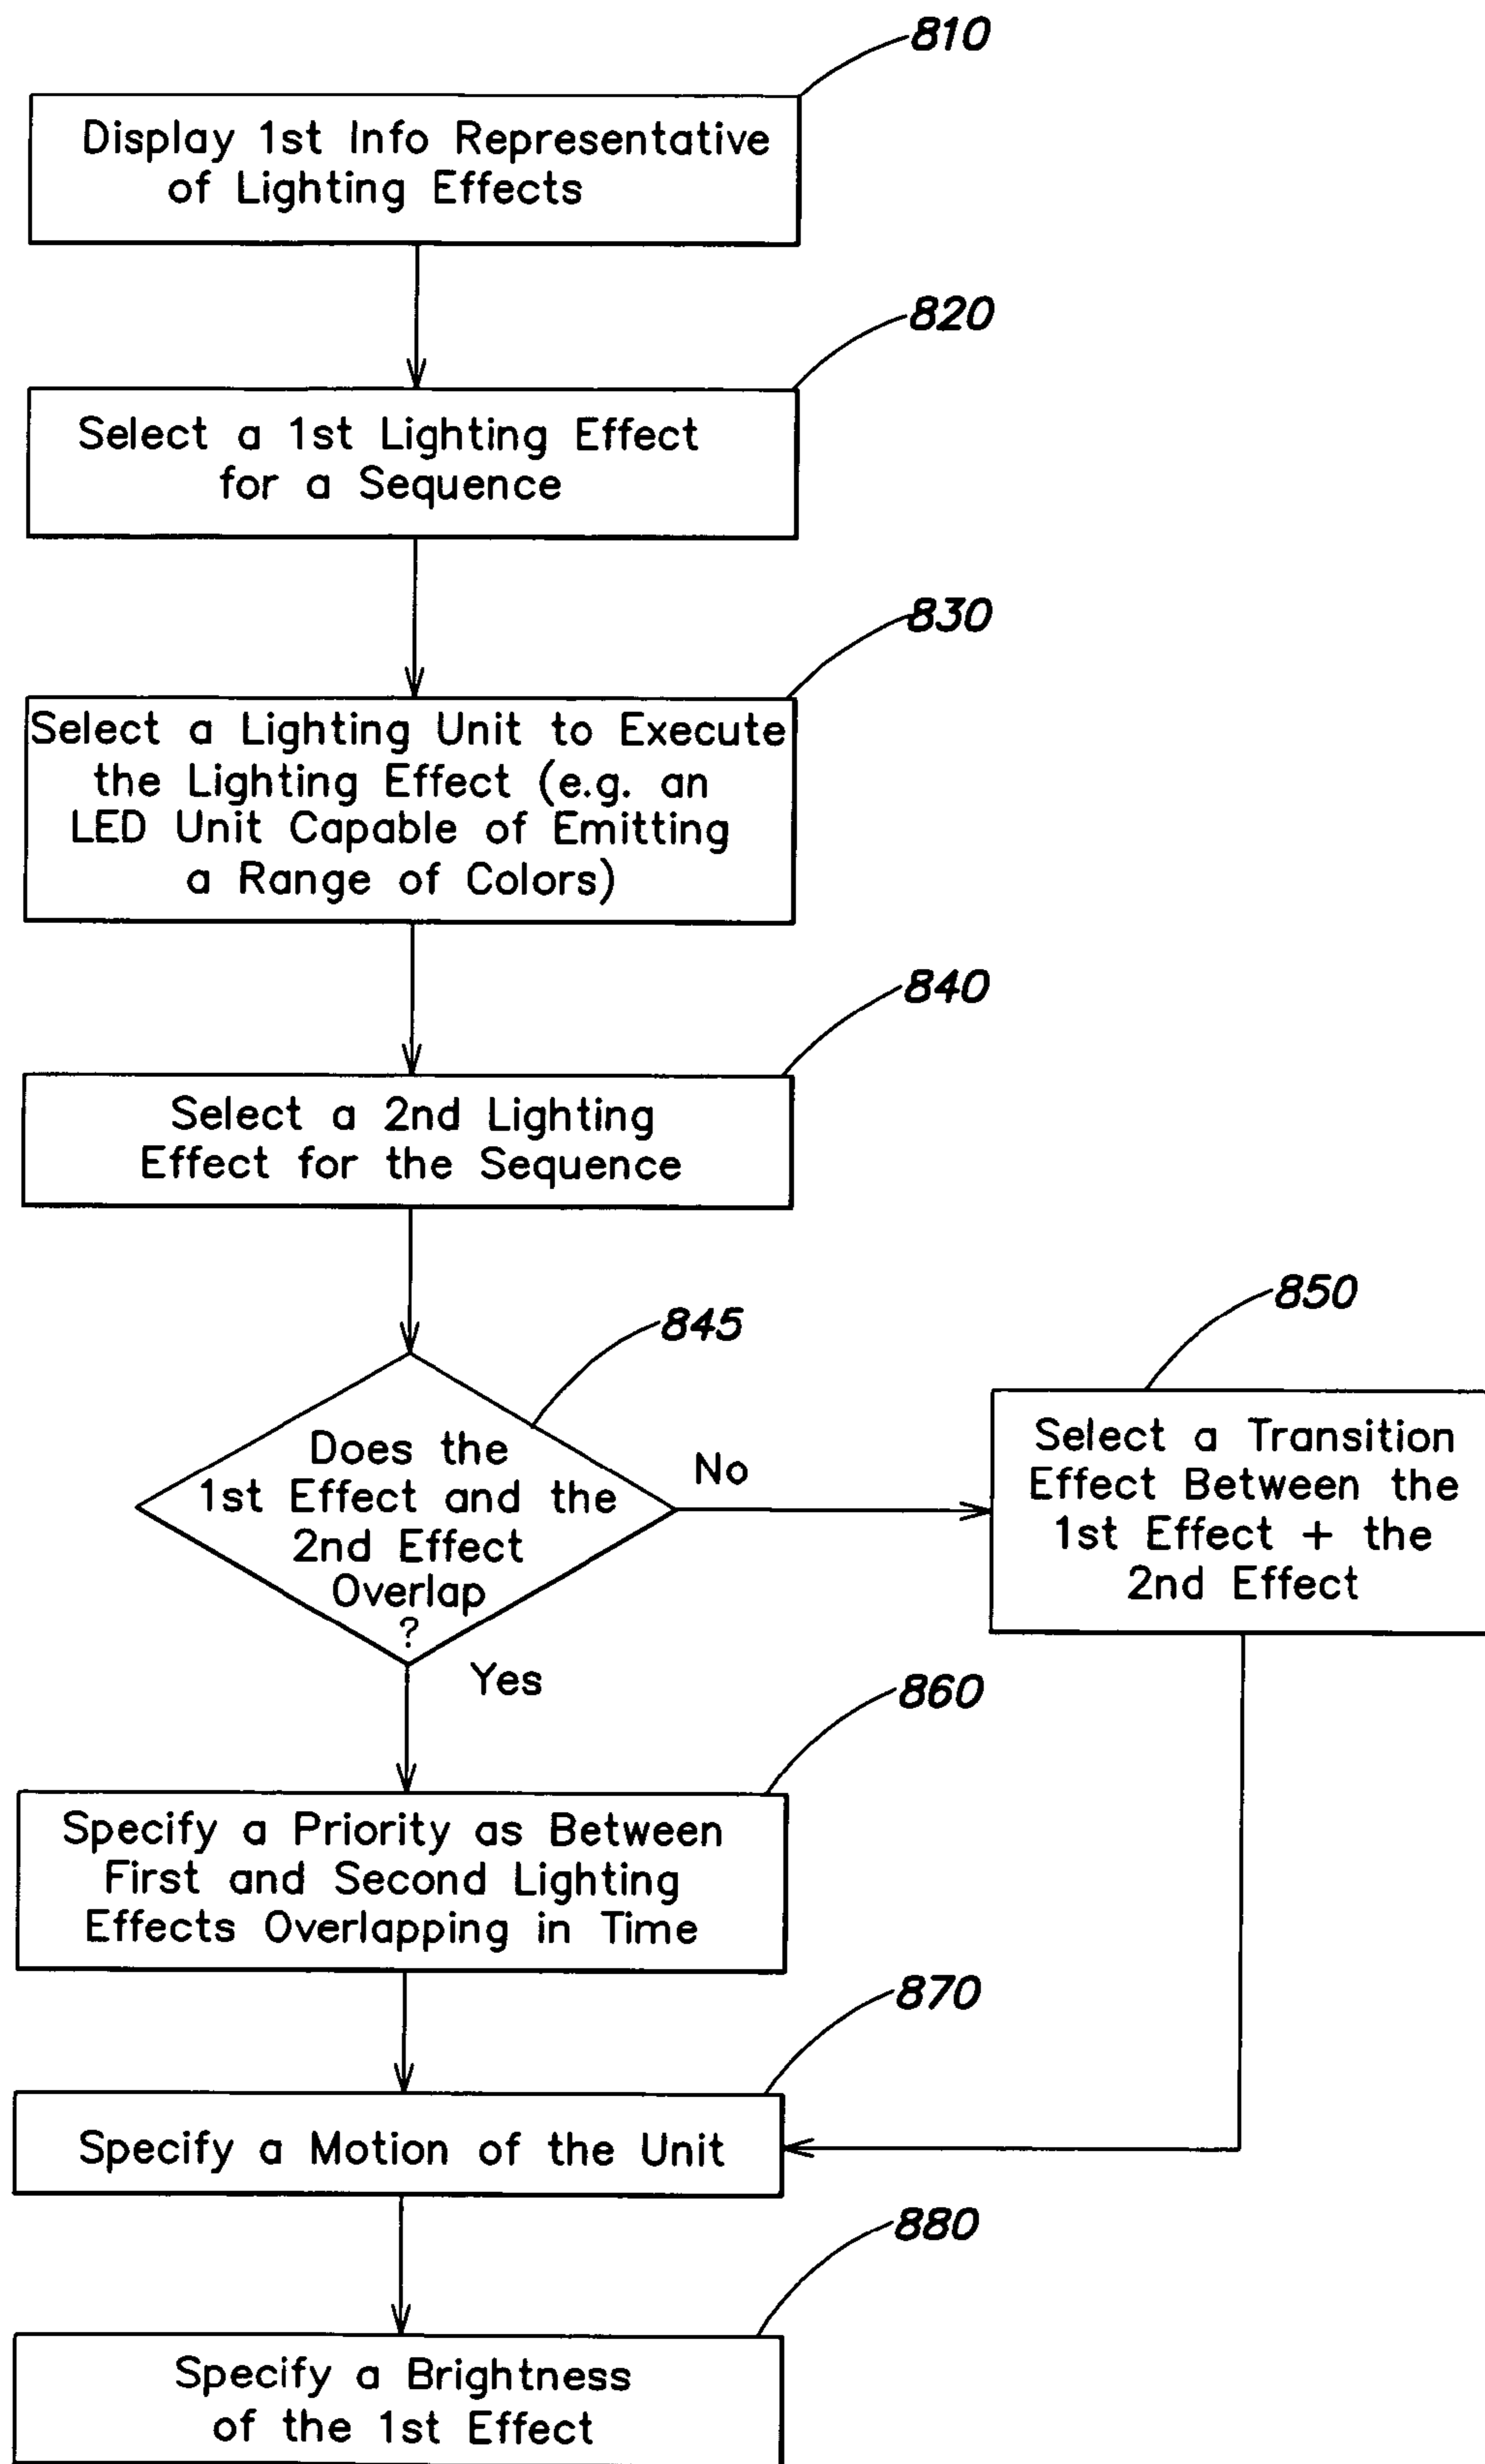 810
Display 1st Info Representative
of Lighting Effects
820
Select a 1st Lighting Effect
for a Sequence
830
Select a Lighting Unit to Execute
the Lighting Effect (e.g. an
LED Unit Capable of Emitting
a Range of Colors)
840
Select a 2nd Lighting
Effect for the Sequence
845
Does the
1st Effect and the
2nd Effect
Overlap
?
No
850
Select a Transition
Effect Between the
1st Effect + the
2nd Effect
Yes
860
Specify a Priority as Between
First and Second Lighting
Effects Overlapping in Time
870
Specify a Motion of the Unit
880
Specify a Brightness
of the 1st Effect